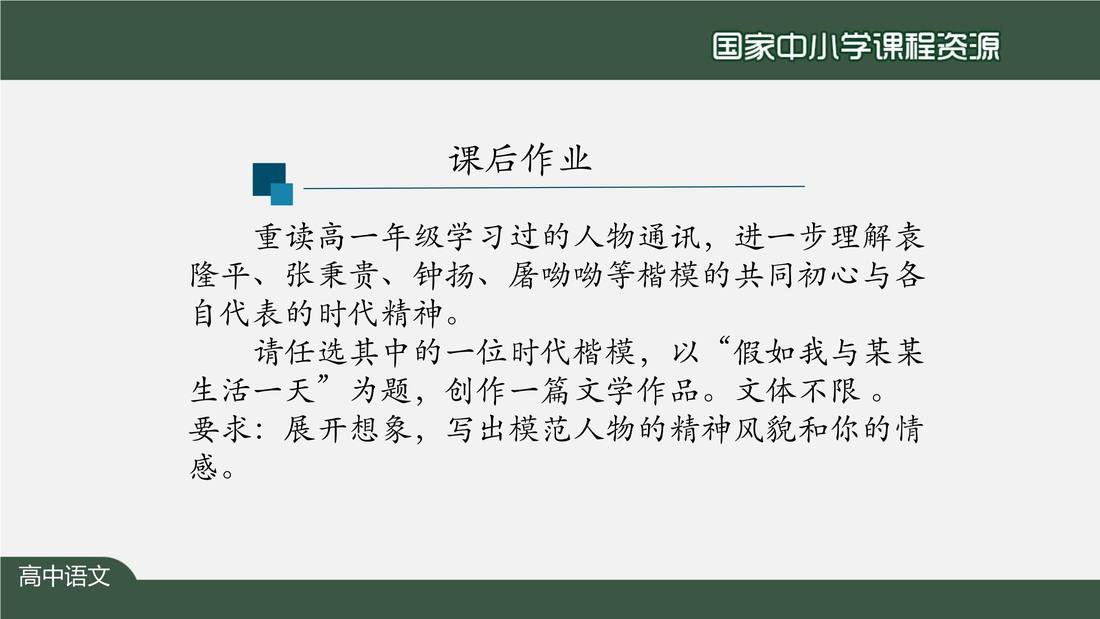 国家中小学课程资源
课后作业
重读高一年级学习过的人物通讯，进一步理解袁
隆平、张秉贵、钟扬、屠呦呦等楷模的共同初心与各
自代表的时代精神。
请任选其中的一位时代楷模，以“假如我与某某
生活一天”为题，创作一篇文学作品。文体不限 。
要求：展开想象，写出模范人物的精神风貌和你的情
感。
高中语文